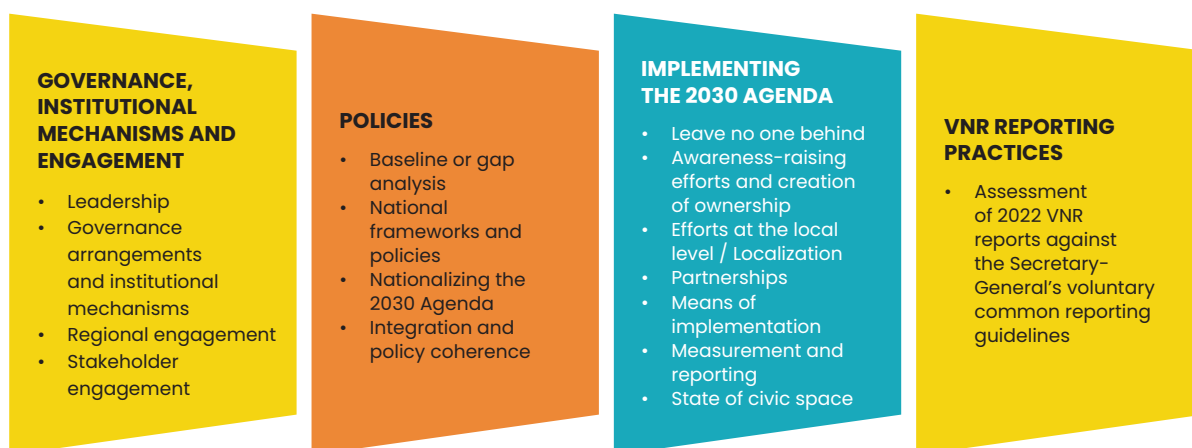 GOVERNANCE,
INSTITUTIONAL
MECHANISMS AND
ENGAGEMENT
• Leadership
• Governance
arrangements
and institutional
mechanisms
• Regional engagement
• Stakeholder
engagement
POLICIES
• Baseline or gap
analysis
• National
frameworks and
policies
• Nationalizing the
2030 Agenda
• Integration and
policy coherence
IMPLEMENTING
THE 2030 AGENDA
• Leave no one behind
• Awareness-raising
efforts and creation
of ownership
• Efforts at the local
level / Localization
• Partnerships
• Means of
implementation
• Measurement and
reporting
• State of civic space
VNR REPORTING
PRACTICES
• Assessment
of 2022 VNR
reports against
the Secretary-
General's voluntary
common reporting
guidelines